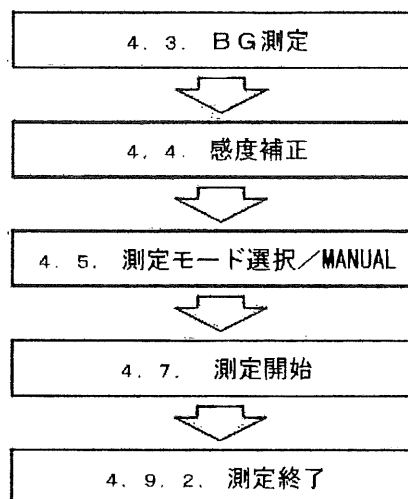 4. 3. BG測定
4. 4. 感度補正
4. 5. 測定モード選択／MANUAL
4. 7. 測定開始
4. 9. 2. 測定終了